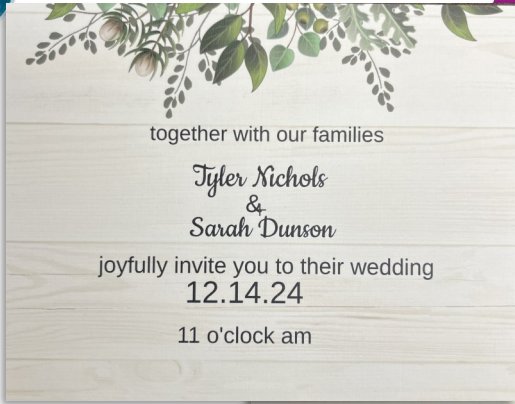 together with our families
Tyler Nichols
&
Sarah Dunson
joyfully invite you to their wedding
12.14.24
11 o'clock am